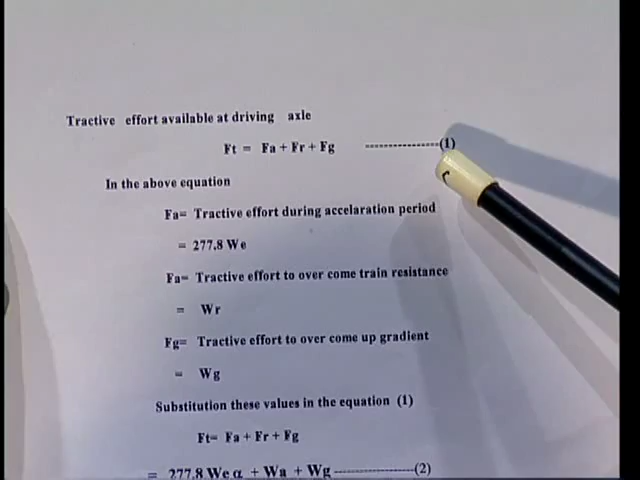 Tractive effort available at driving axle
Ft = Fa + Fr + Fg ----------------(1)
In the above equation
Fa= Tractive effort during accelaration period
= 277.8 We
Fa= Tractive effort to over come train resistance
= Wr
Fg= Tractive effort to over come up gradient
= Wg
Substitution these values in the equation (1)
Ft= Fa + Fr + Fg
= 277.8 We α + Wa + Wg ----------------(2)